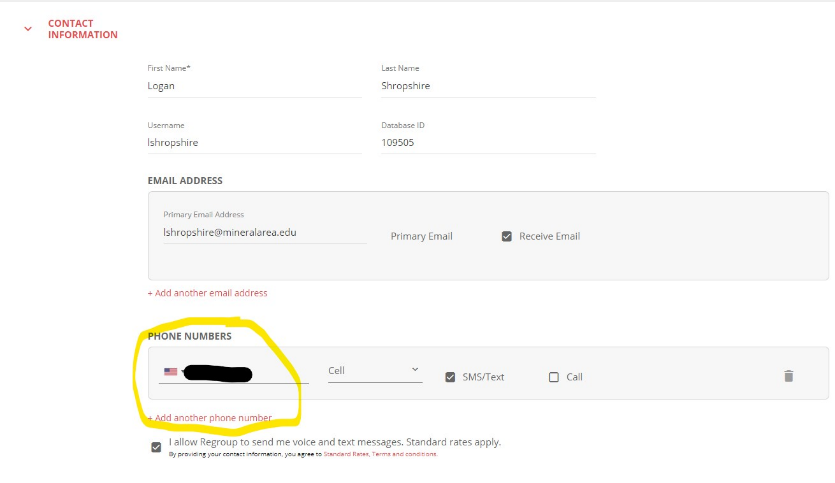 CONTACT
INFORMATION
First Name* Last Name
Logan Shropshire
Username Database ID
lshropshire 109505
EMAIL ADDRESS
Primary Email Address
lshropshire@mineralarea.edu Primary Email Receive Email
+ Add another email address
PHONE NUMBERS
Cell SMS/Text Call
+ Add another phone number
I allow Regroup to send me voice and text messages. Standard rates apply.
By providing your contact information, you agree to Standard Rates, Terms and conditions.